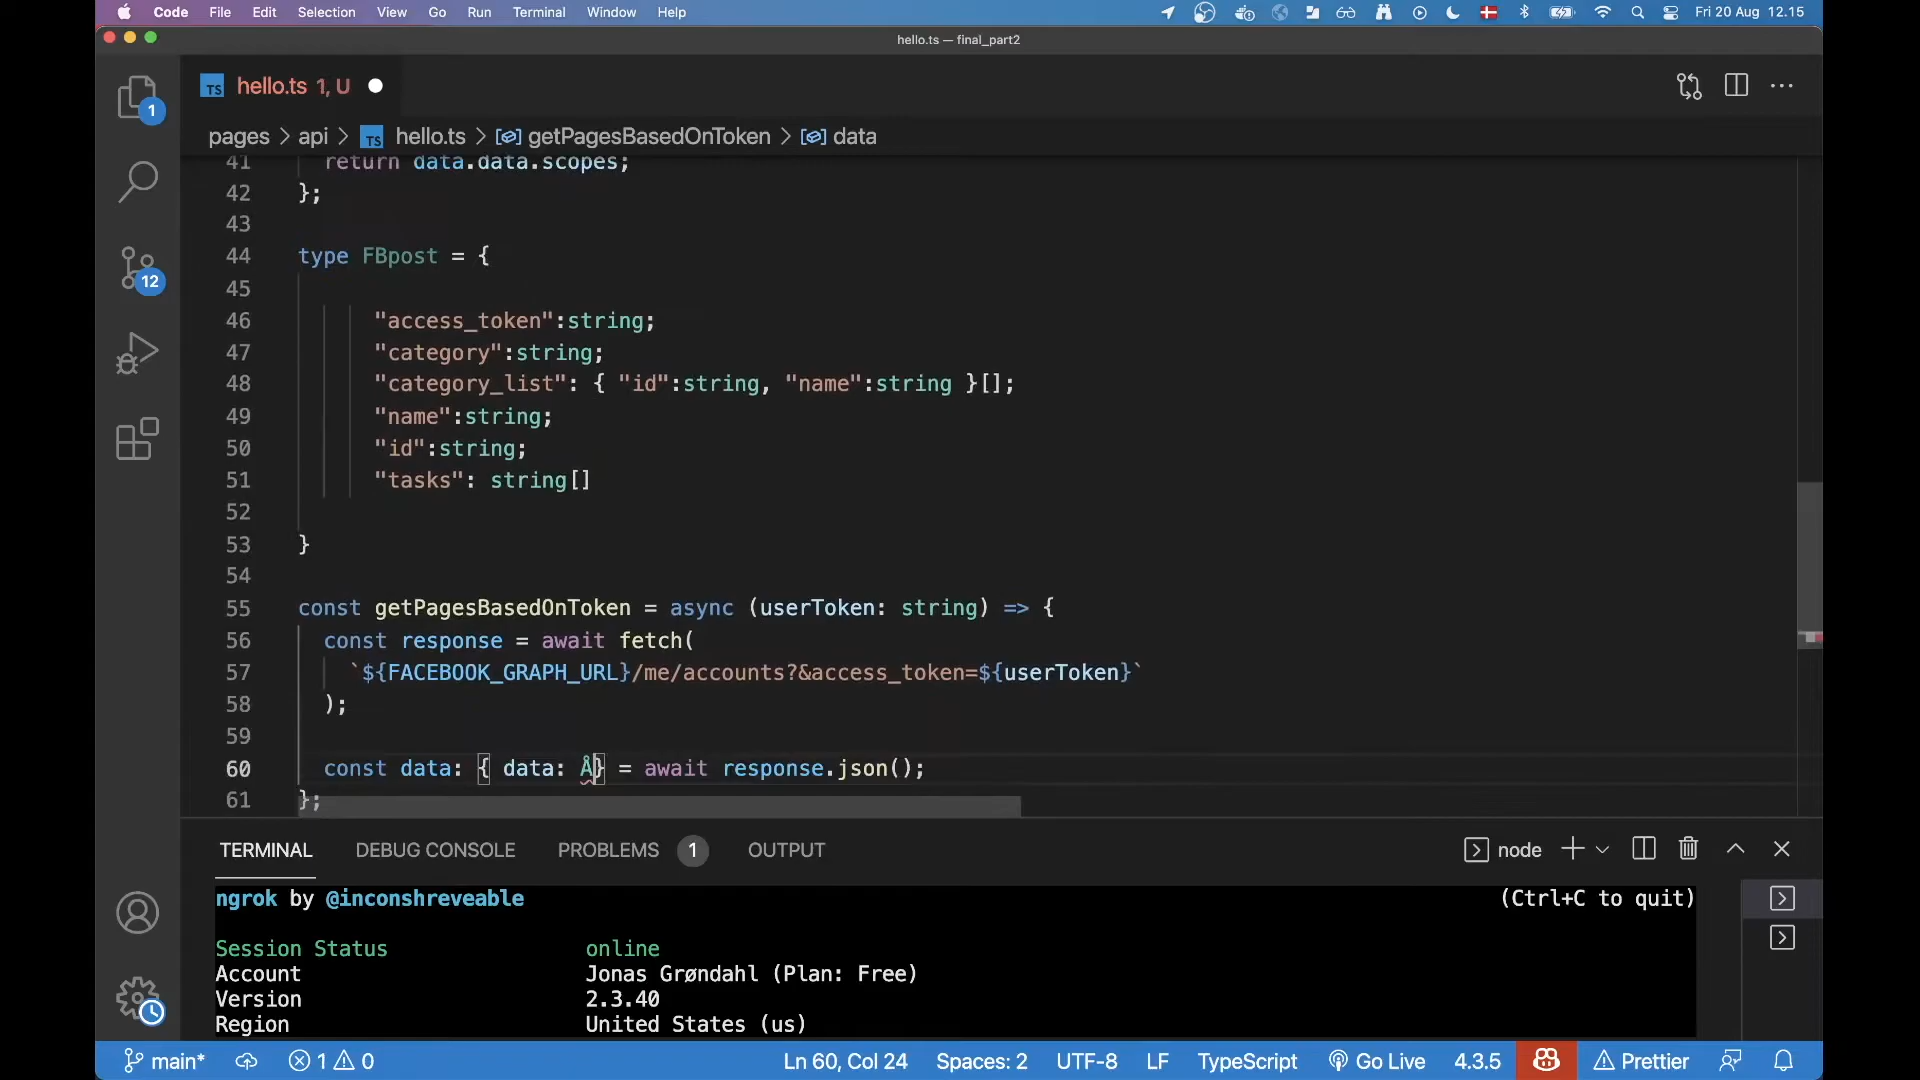 Code File Edit Selection View Go Run Terminal Window Help Fri 20 Aug 12.15
hello.ts — final_part2
1
TS hello.ts 1, U
pages > api > TS hello.ts > getPagesBasedOnToken > data
41 return data.data.scopes;
42 };
43
44 type FBpost = {
45
46 "access_token":string;
47 "category":string;
48 "category_list": { "id":string, "name":string }[];
49 "name":string;
50 "id":string;
51 "tasks": string[]
52
53 }
54
55 const getPagesBasedOnToken = async (userToken: string) => {
56 const response = await fetch(
57 `${FACEBOOK_GRAPH_URL}/me/accounts?&access_token=${userToken}`
58 );
59
60 const data: { data: Å} = await response.json();
61 };
12
TERMINAL DEBUG CONSOLE PROBLEMS 1 OUTPUT node
ngrok by @inconshreveable (Ctrl+C to quit)
Session Status online
Account Jonas Grøndahl (Plan: Free)
Version 2.3.40
Region United States (us)
main* 1 0 Ln 60, Col 24 Spaces: 2 UTF-8 LF TypeScript Go Live 4.3.5 Prettier